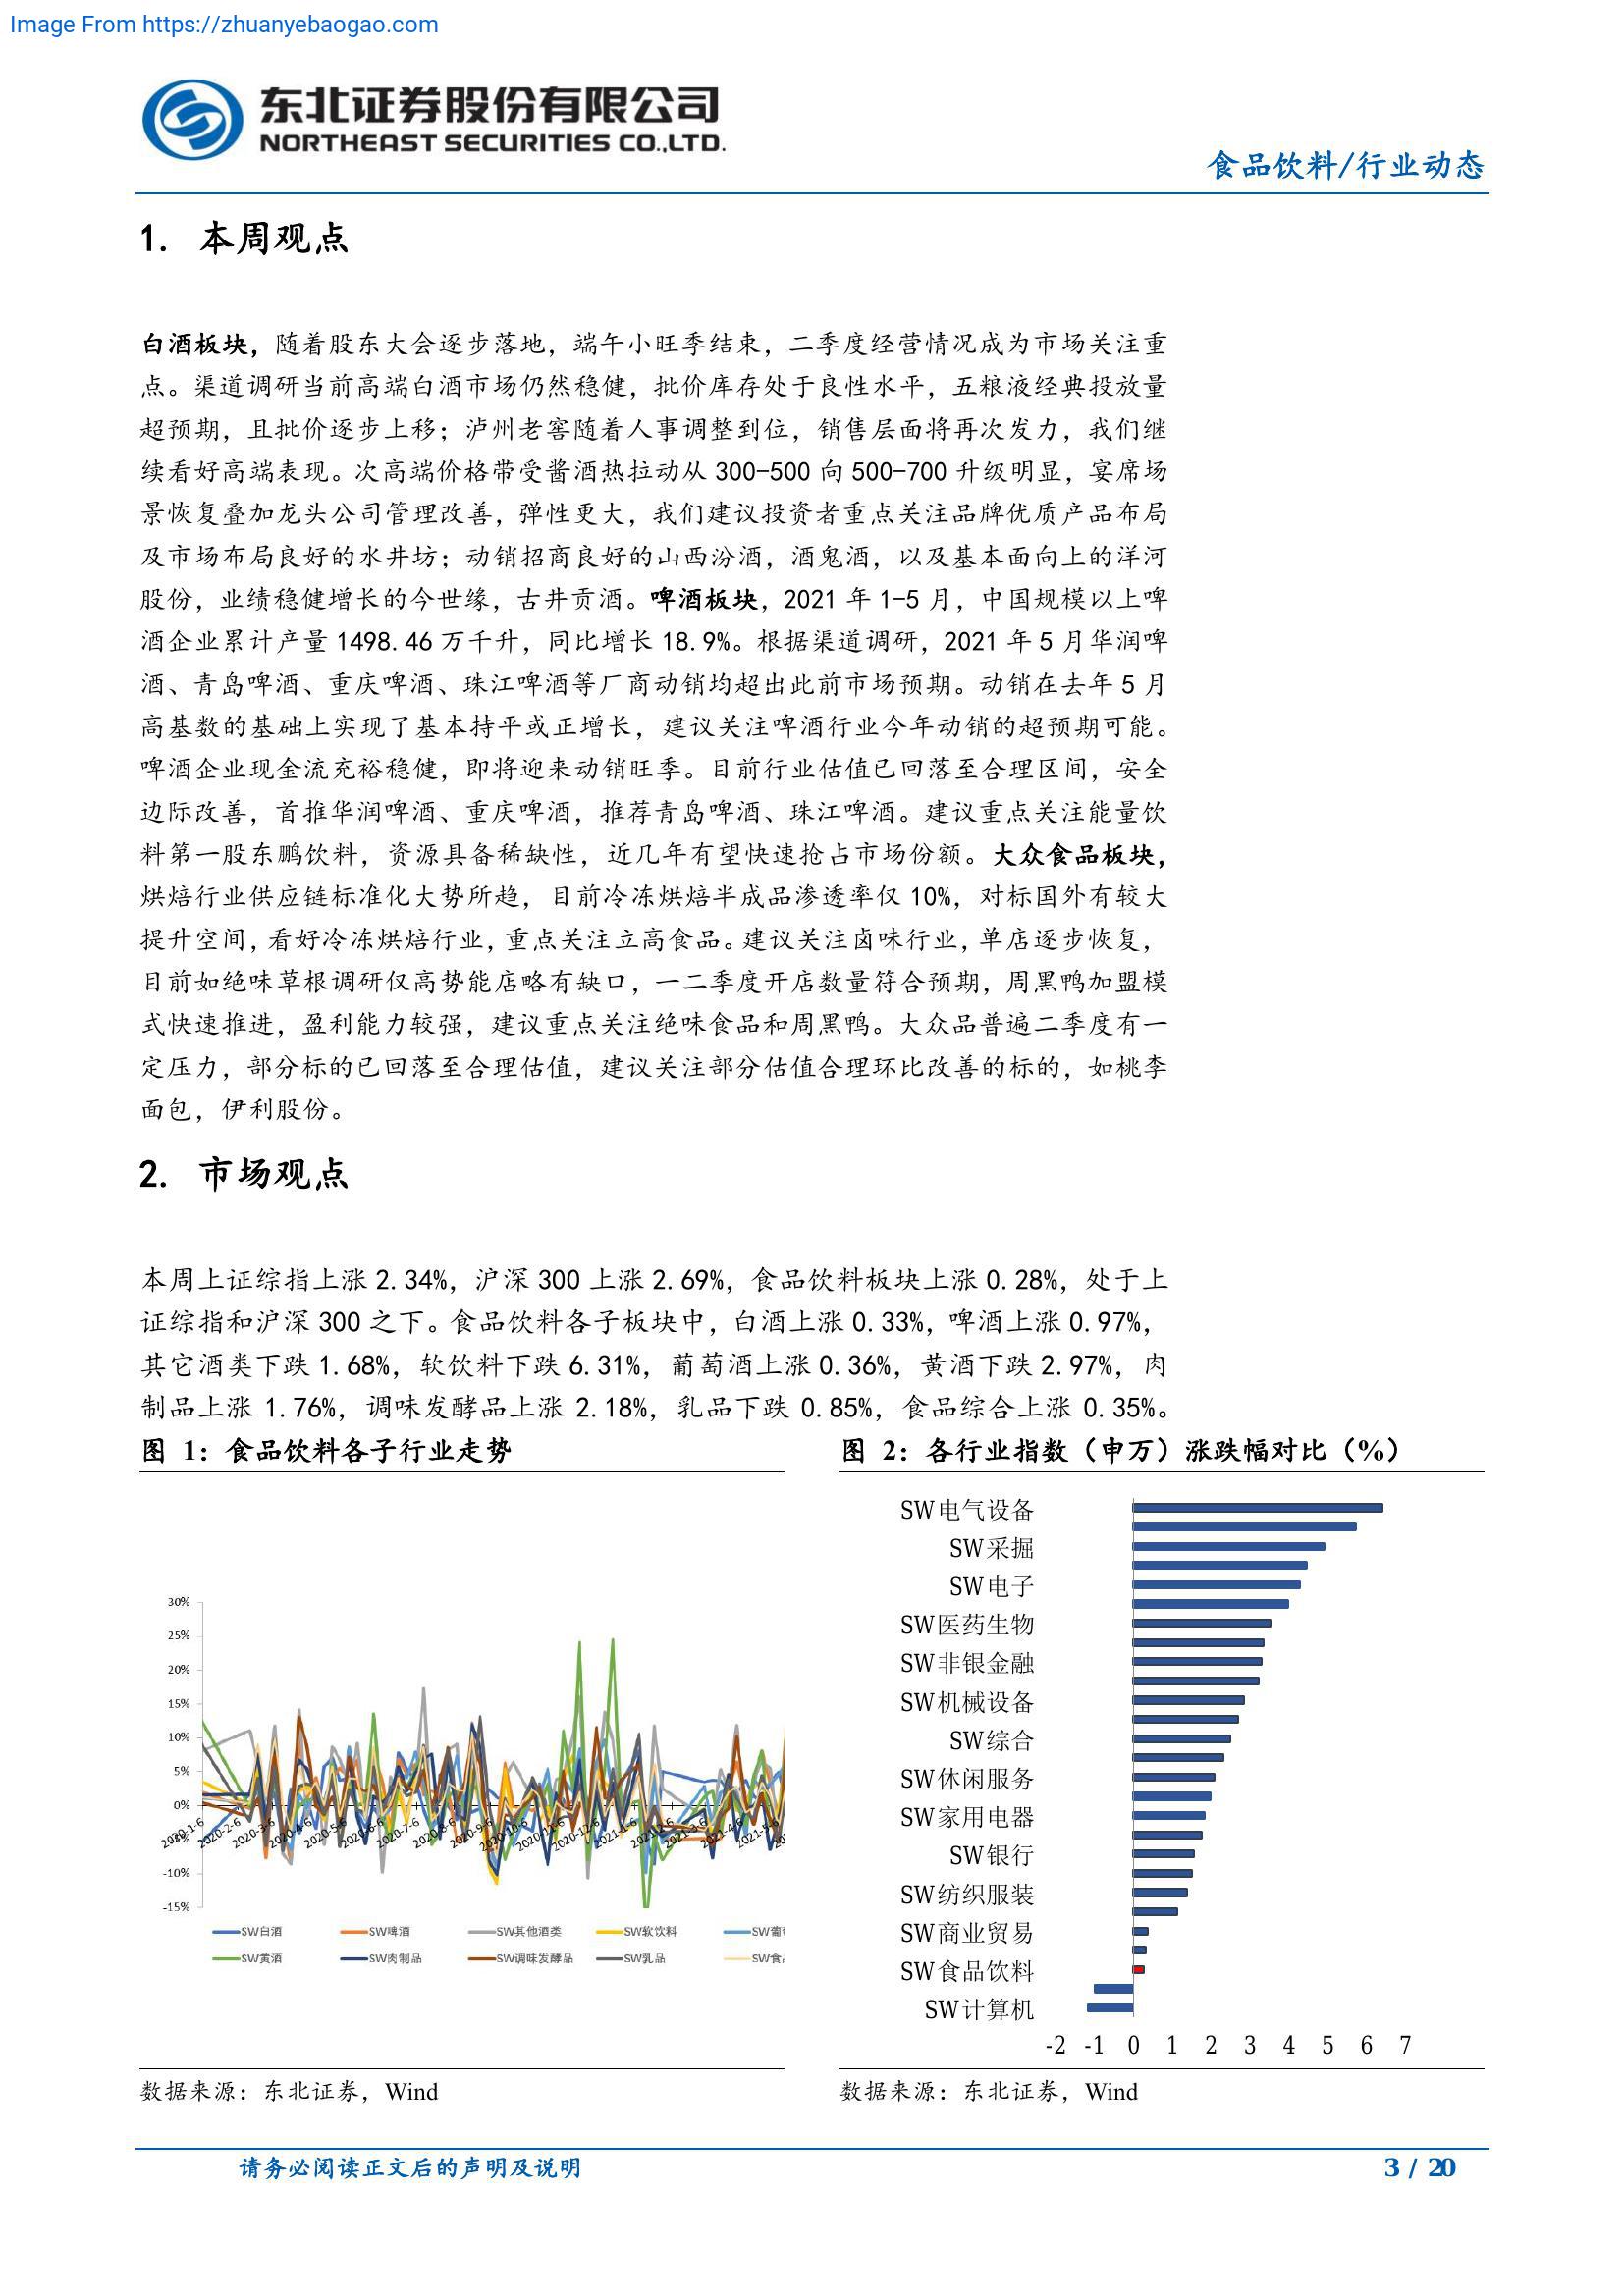 Image From https://zhuanyebaogao.com
东北证券股份有限公司
NORTHEAST SECURITIES CO.,LTD.
食品饮料/行业动态
1. 本周观点
白酒板块，随着股东大会逐步落地，端午小旺季结束，二季度经营情况成为市场关注重
点。渠道调研当前高端白酒市场仍然稳健，批价库存处于良性水平，五粮液经典投放量
超预期，且批价逐步上移；泸州老窖随着人事调整到位，销售层面将再次发力，我们继
续看好高端表现。次高端价格带受酱酒热拉动从 300-500 向 500-700 升级明显，宴席场
景恢复叠加龙头公司管理改善，弹性更大，我们建议投资者重点关注品牌优质产品布局
及市场布局良好的水井坊；动销招商良好的山西汾酒，酒鬼酒，以及基本面向上的洋河
股份，业绩稳健增长的今世缘，古井贡酒。啤酒板块，2021 年 1-5 月，中国规模以上啤
酒企业累计产量 1498.46 万千升，同比增长 18.9%。根据渠道调研，2021 年 5 月华润啤
酒、青岛啤酒、重庆啤酒、珠江啤酒等厂商动销均超出此前市场预期。动销在去年 5 月
高基数的基础上实现了基本持平或正增长，建议关注啤酒行业今年动销的超预期可能。
啤酒企业现金流充裕稳健，即将迎来动销旺季。目前行业估值已回落至合理区间，安全
边际改善，首推华润啤酒、重庆啤酒，推荐青岛啤酒、珠江啤酒。建议重点关注能量饮
料第一股东鹏饮料，资源具备稀缺性，近几年有望快速抢占市场份额。大众食品板块，
烘焙行业供应链标准化大势所趋，目前冷冻烘焙半成品渗透率仅 10%，对标国外有较大
提升空间，看好冷冻烘焙行业，重点关注立高食品。建议关注卤味行业，单店逐步恢复，
目前如绝味草根调研仅高势能店略有缺口，一二季度开店数量符合预期，周黑鸭加盟模
式快速推进，盈利能力较强，建议重点关注绝味食品和周黑鸭。大众品普遍二季度有一
定压力，部分标的已回落至合理估值，建议关注部分估值合理环比改善的标的，如桃李
面包，伊利股份。
2. 市场观点
本周上证综指上涨 2.34%，沪深 300 上涨 2.69%，食品饮料板块上涨 0.28%，处于上
证综指和沪深 300 之下。食品饮料各子板块中，白酒上涨 0.33%，啤酒上涨 0.97%，
其它酒类下跌 1.68%，软饮料下跌 6.31%，葡萄酒上涨 0.36%，黄酒下跌 2.97%，肉
制品上涨 1.76%，调味发酵品上涨 2.18%，乳品下跌 0.85%，食品综合上涨 0.35%。
图 1：食品饮料各子行业走势
30%
25%
20%
15%
10%
5%
0%
-5%
-10%
-15%
2020-1-6 2020-2-6 2020-3-6 2020-4-6 2020-5-6 2020-6-6 2020-7-6 2020-8-6 2020-9-6 2020-10-6 2020-11-6 2020-12-6 2021-1-6 2021-2-6 2021-3-6 2021-4-6 2021-5-6
SW白酒 SW啤酒 SW其他酒类 SW软饮料 SW葡
SW黄酒 SW肉制品 SW调味发酵品 SW乳品 SW食
数据来源：东北证券，Wind
图 2：各行业指数（申万）涨跌幅对比（%）
SW电气设备
SW采掘
SW电子
SW医药生物
SW非银金融
SW机械设备
SW综合
SW休闲服务
SW家用电器
SW银行
SW纺织服装
SW商业贸易
SW食品饮料
SW计算机
-2 -1 0 1 2 3 4 5 6 7
数据来源：东北证券，Wind
请务必阅读正文后的声明及说明
3 / 20